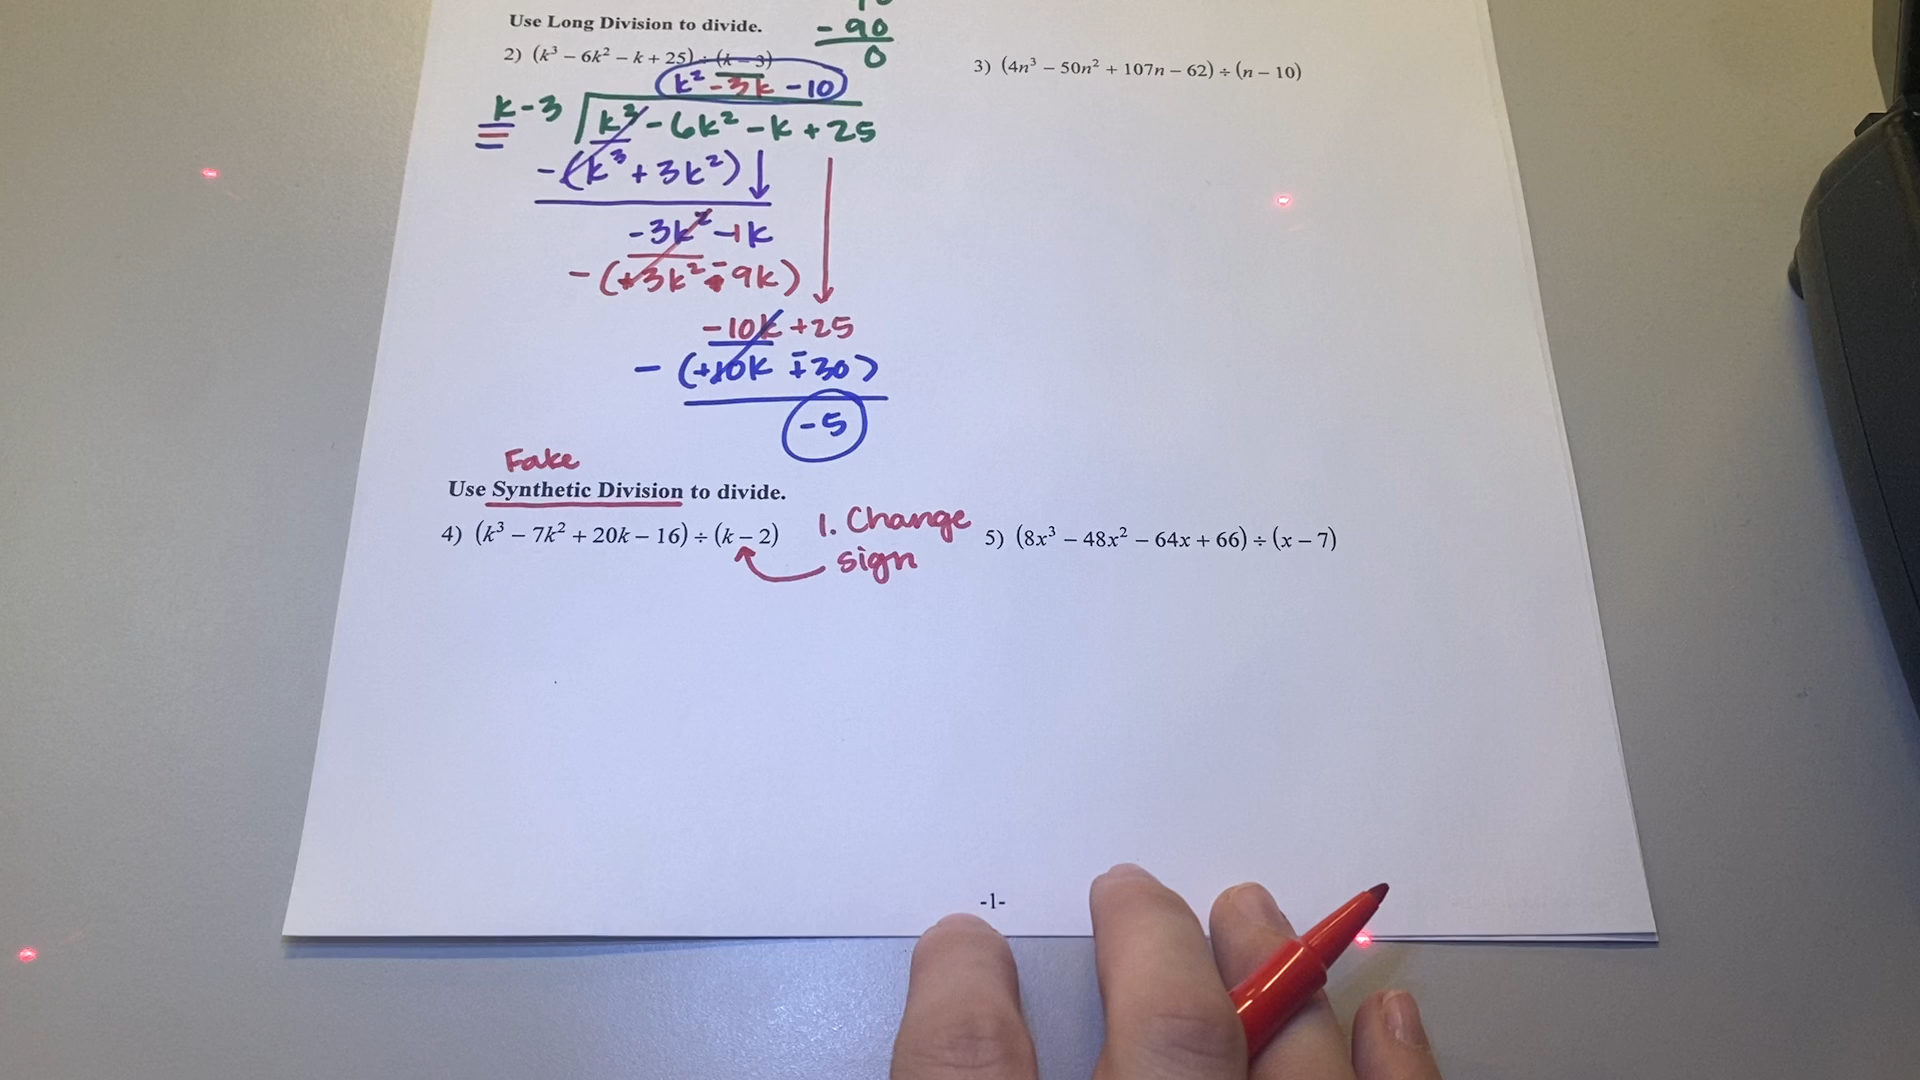 Use Long Division to divide.
- 90
0
2) (k³ – 6k² – k + 25) ÷ (k – 3)
3) (4n³ – 50n² + 107n – 62) ÷ (n – 10)
k² -3k -10
k-3 k³-6k²-k+25
-(k³+3k²)
-3k²-1k
-(+3k²-9k)
-10k+25
-(+10k -30)
-5
Fake
Use Synthetic Division to divide.
4) (k³ – 7k² + 20k – 16) ÷ (k – 2)
1. Change
sign
5) (8x³ – 48x² – 64x + 66) ÷ (x – 7)
-1-